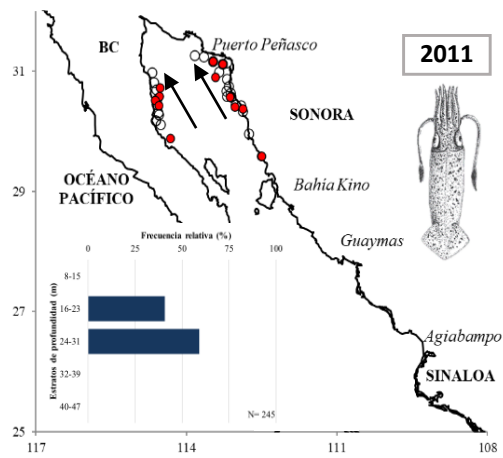 BC
Puerto Peñasco
2011
31
SONORA
OCÉANO
PACÍFICO
Bahía Kino
29
Frecuencia relativa (%)
0 25 50 75 100
Guaymas
Estratos de profundidad (m)
8-15
16-23
24-31
32-39
40-47
N= 245
27
Agiabampo
SINALOA
25
117 114 111 108